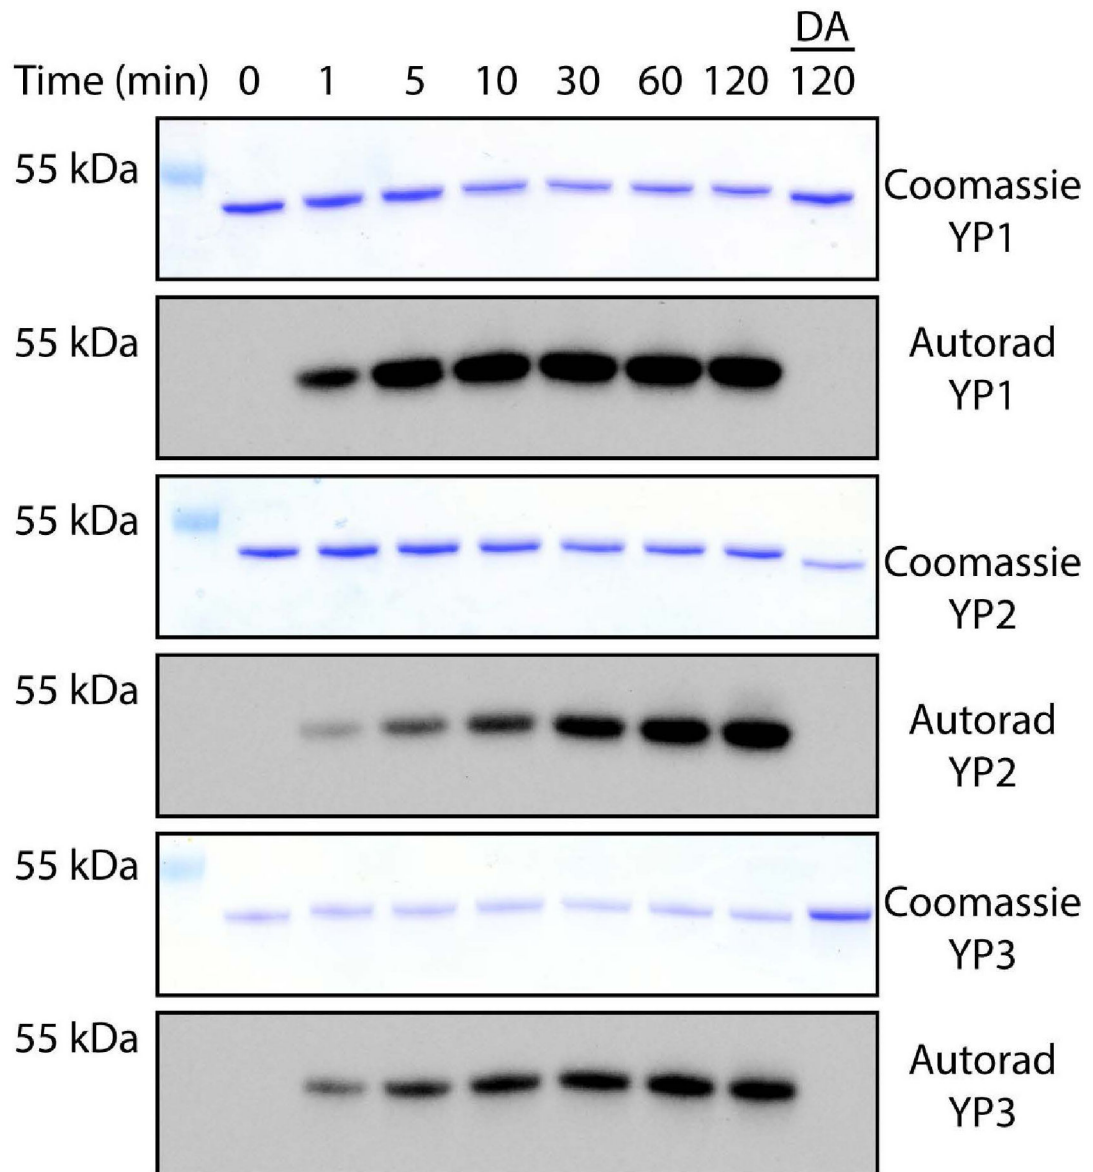 DA
Time (min) 0 1 5 10 30 60 120 120
55 kDa
Coomassie
YP1
55 kDa
Autorad
YP1
55 kDa
Coomassie
YP2
55 kDa
Autorad
YP2
55 kDa
Coomassie
YP3
55 kDa
Autorad
YP3